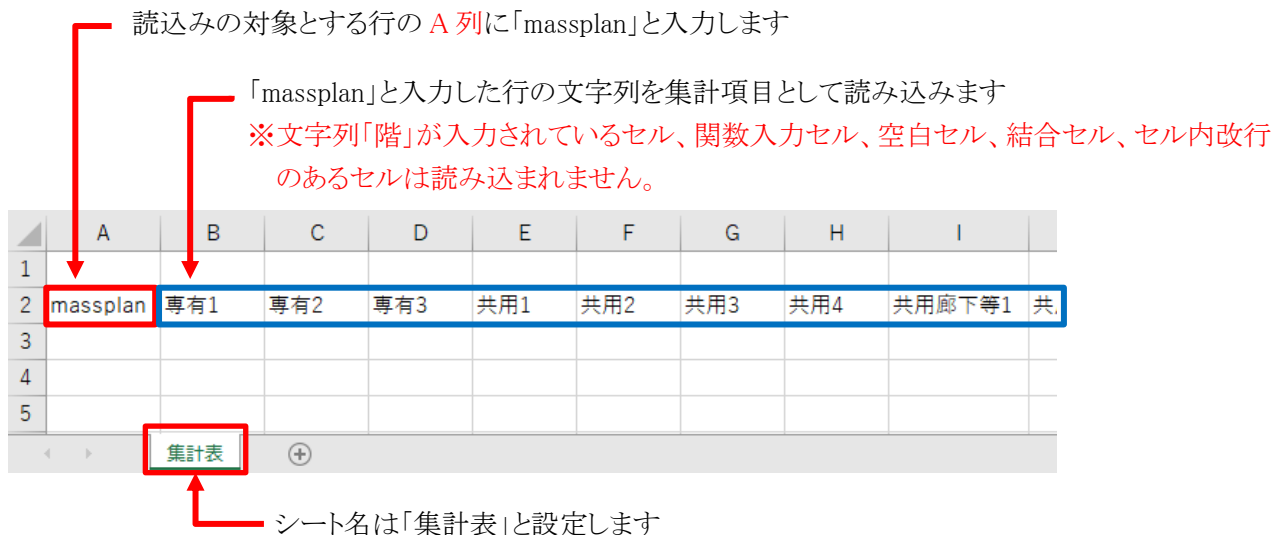 読込みの対象とする行の A 列に「massplan」と入力します
「massplan」と入力した行の文字列を集計項目として読み込みます
※文字列「階」が入力されているセル、関数入力セル、空白セル、結合セル、セル内改行
のあるセルは読み込まれません。
A B C D E F G H I
1
2 massplan 専有1 専有2 専有3 共用1 共用2 共用3 共用4 共用廊下等1 共
3
4
5
集計表
シート名は「集計表」と設定します